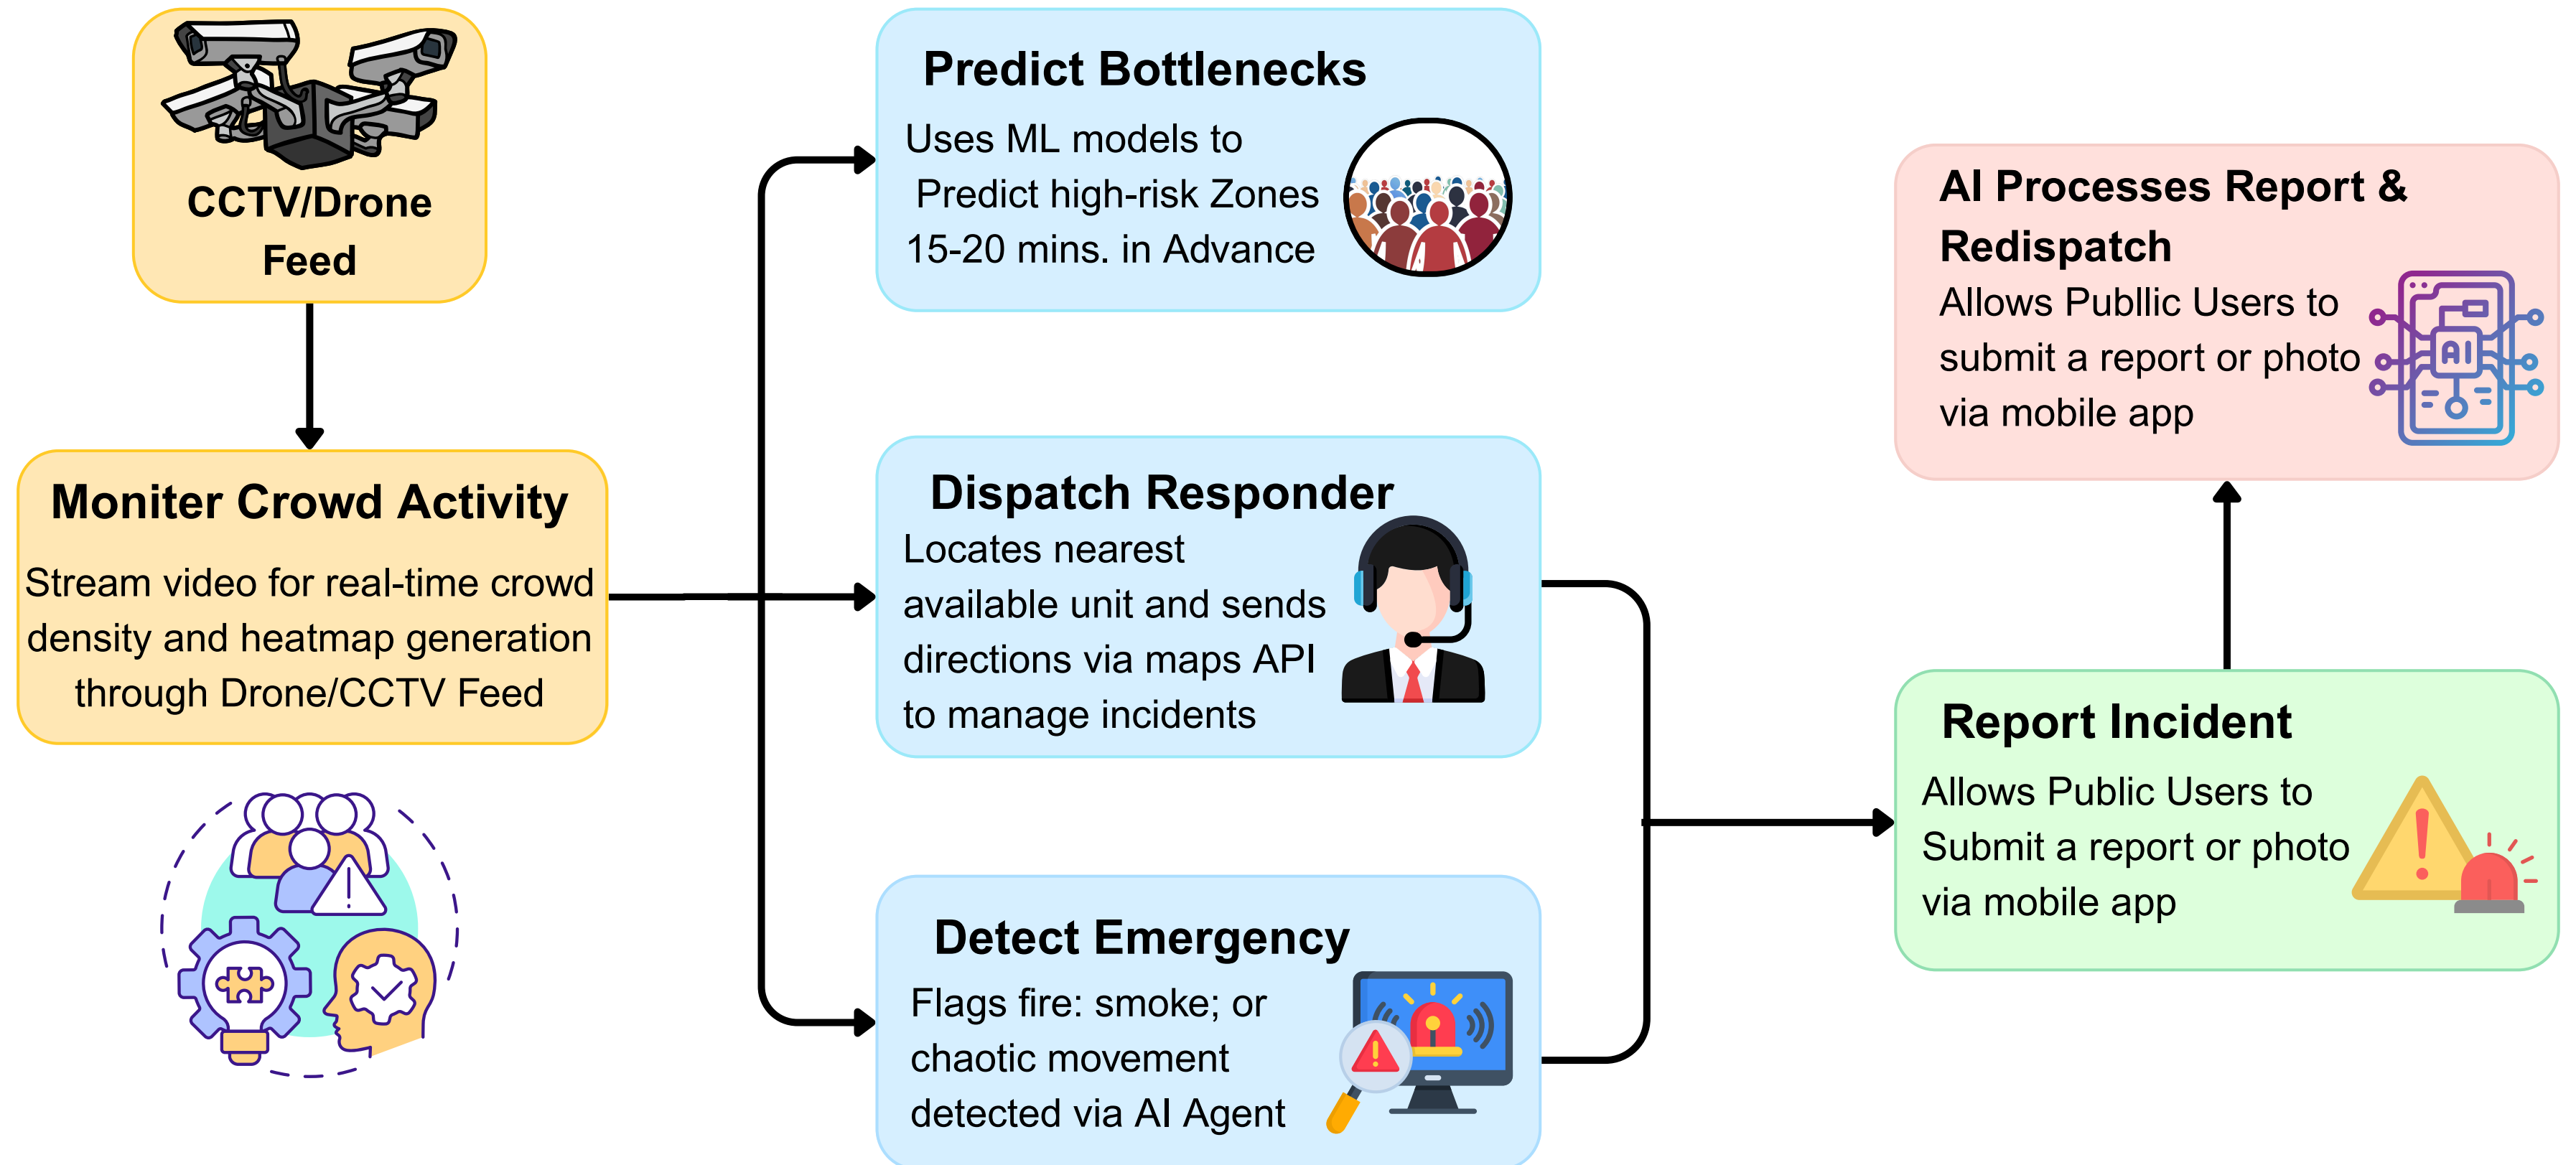 CCTV/Drone
Feed
Moniter Crowd Activity
Stream video for real-time crowd
density and heatmap generation
through Drone/CCTV Feed
Predict Bottlenecks
Uses ML models to
Predict high-risk Zones
15-20 mins. in Advance
Dispatch Responder
Locates nearest
available unit and sends
directions via maps API
to manage incidents
Detect Emergency
Flags fire: smoke; or
chaotic movement
detected via AI Agent
AI Processes Report &
Redispatch
Allows Publlic Users to
submit a report or photo
via mobile app
AI
Report Incident
Allows Public Users to
Submit a report or photo
via mobile app